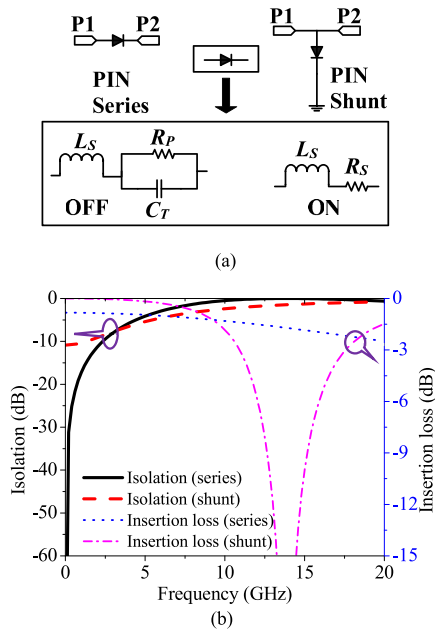 P1 P2 P1 P2
PIN Series
PIN Shunt
L_S R_P C_T L_S R_S
OFF ON
(a)
Isolation (dB)
0
-10
-20
-30
-40
-50
-60
Isolation (series)
Isolation (shunt)
Insertion loss (series)
Insertion loss (shunt)
0
-3
-6
-9
-12
-15
Insertion loss (dB)
0 5 10 15 20
Frequency (GHz)
(b)